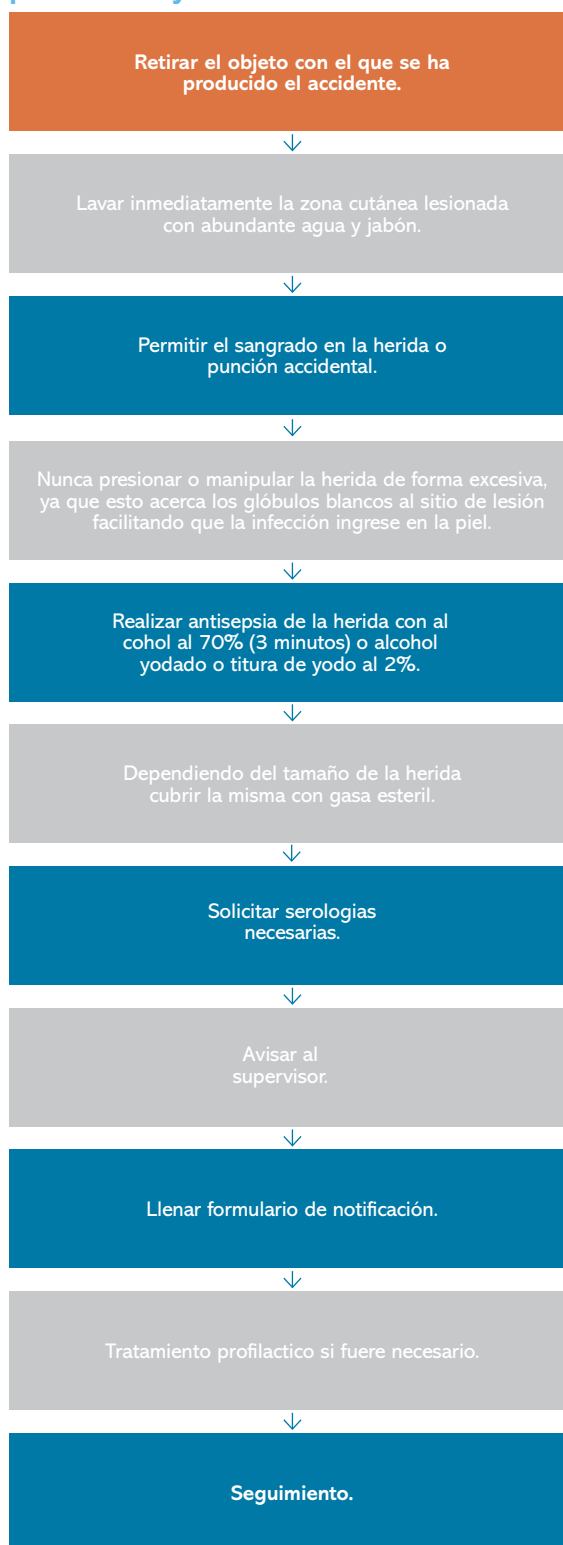 Retirar el objeto con el que se ha
producido el accidente.
Lavar inmediatamente la zona cutánea lesionada
con abundante agua y jabón.
Permitir el sangrado en la herida o
punción accidental.
Nunca presionar o manipular la herida de forma excesiva,
ya que esto acerca los glóbulos blancos al sitio de lesión
facilitando que la infección ingrese en la piel.
Realizar antisepsia de la herida con al
cohol al 70% (3 minutos) o alcohol
yodado o titura de yodo al 2%.
Dependiendo del tamaño de la herida
cubrir la misma con gasa esteril.
Solicitar serologias
necesarias.
Avisar al
supervisor.
Llenar formulario de notificación.
Tratamiento profilactico si fuere necesario.
Seguimiento.